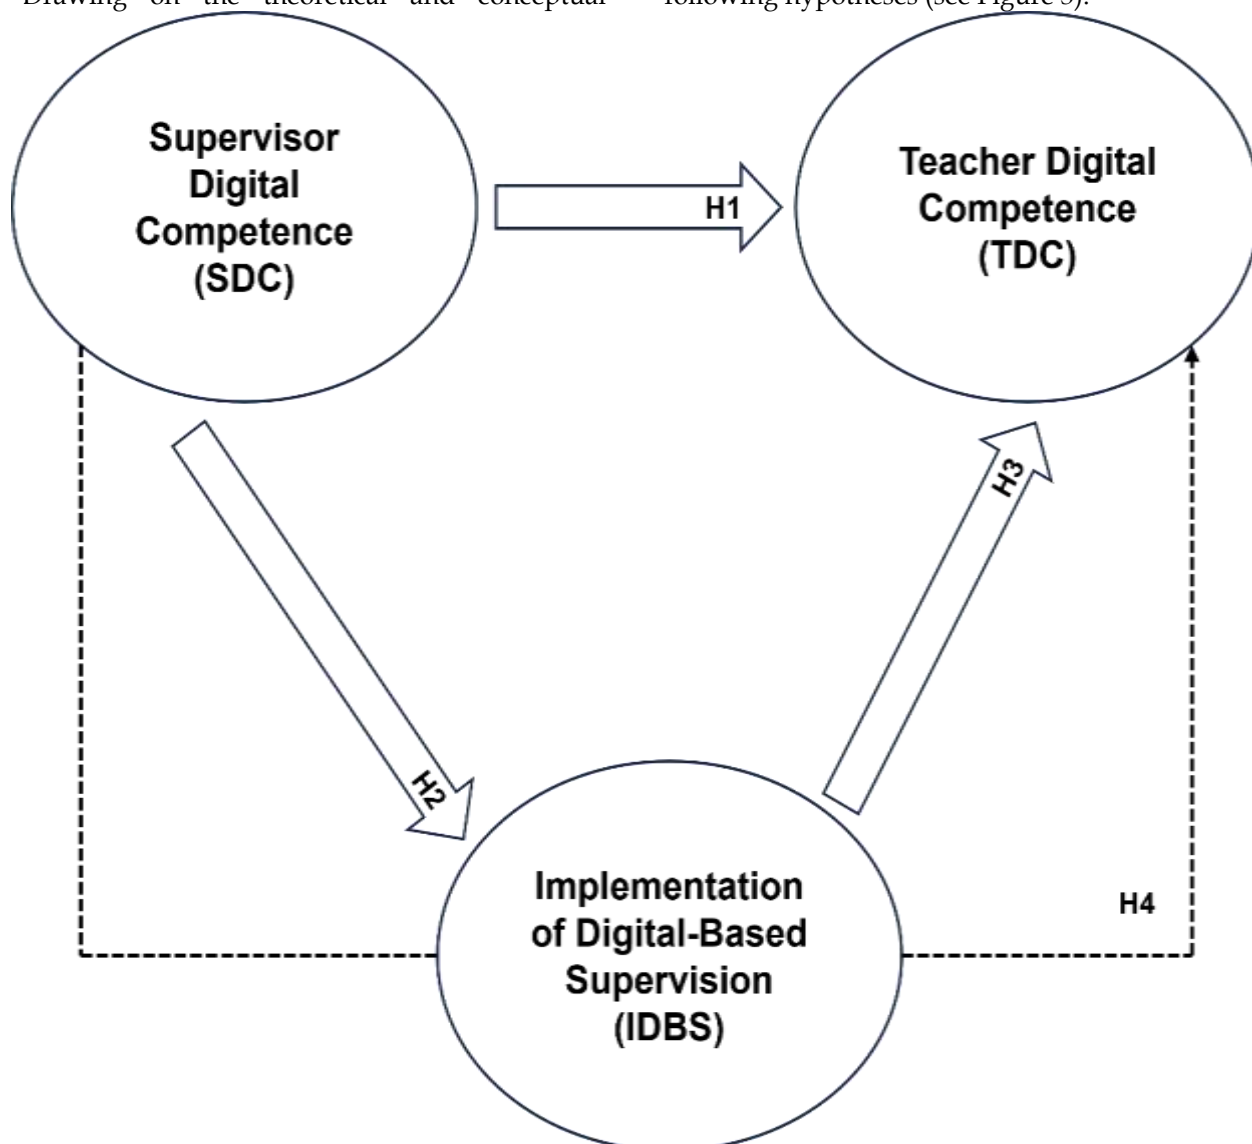 Drawing on the theoretical and conceptual
following hypotheses (see Figure 3).
Supervisor
Digital
Competence
(SDC)
H1
Teacher Digital
Competence
(TDC)
H2
H3
Implementation
of Digital-Based
Supervision
(IDBS)
H4